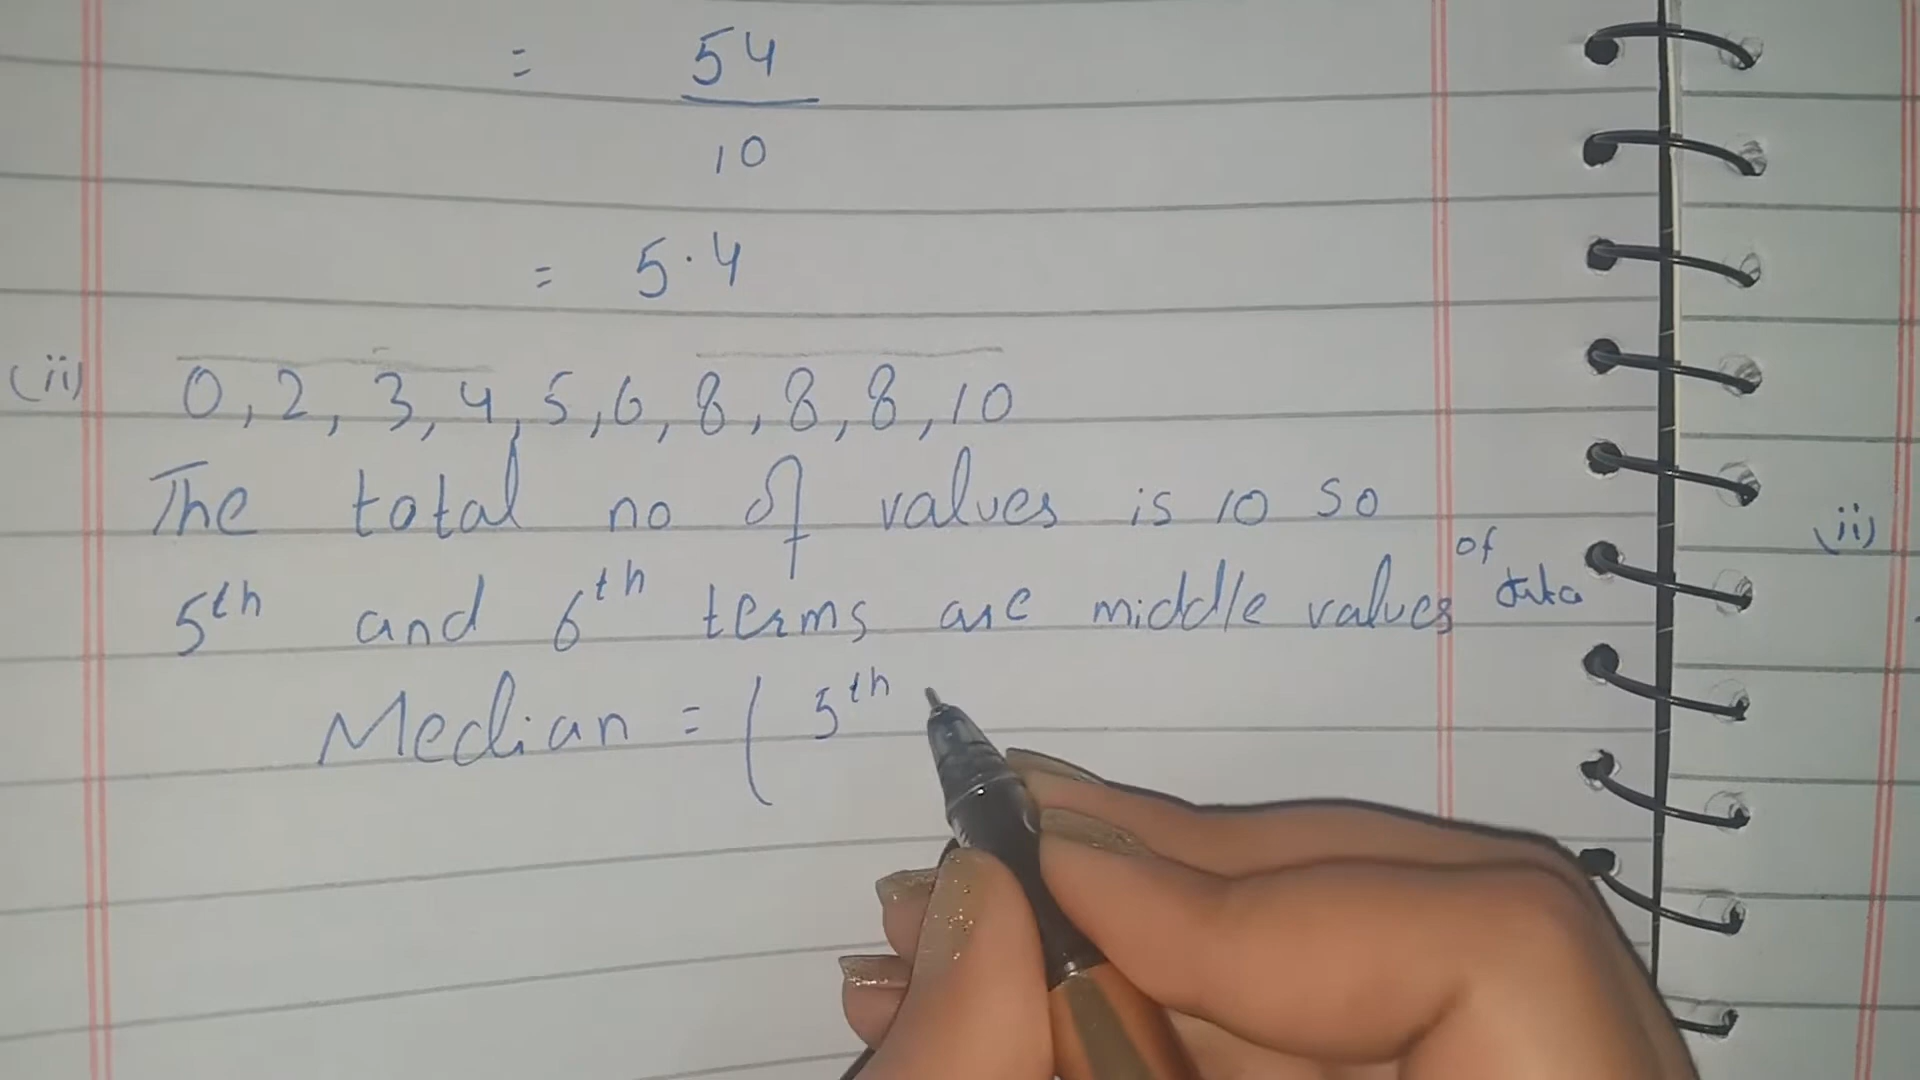 = 54
10
= 5.4
(ii) 0, 2, 3, 4, 5, 6, 8, 8, 8, 10
The total no of values is 10 so
5th and 6th terms are middle values of data
Median = ( 5th
(ii)